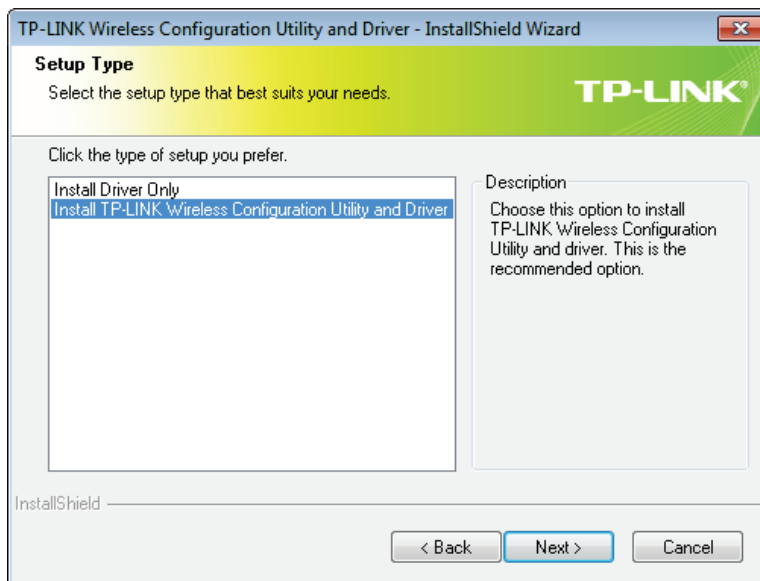 TP-LINK Wireless Configuration Utility and Driver - InstallShield Wizard
Setup Type
Select the setup type that best suits your needs.
TP-LINK®
Click the type of setup you prefer.
Install Driver Only
Install TP-LINK Wireless Configuration Utility and Driver
Description
Choose this option to install
TP-LINK Wireless Configuration
Utility and driver. This is the
recommended option.
InstallShield
< Back
Next >
Cancel